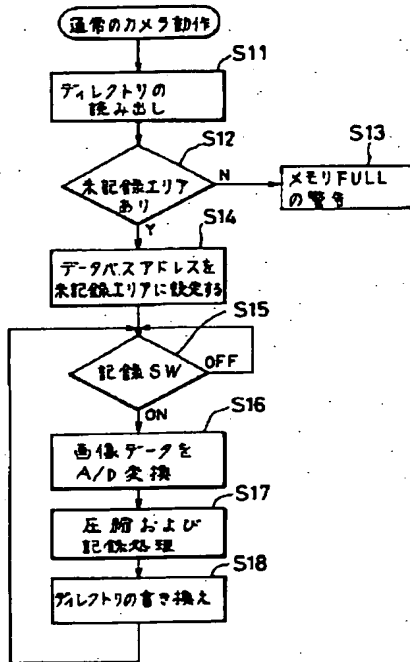 通常のカメラ動作
S11
ディレクトリの
読み出し
S12
未記録エリア
あり
N
Y
S13
メモリFULL
の警告
S14
データバスアドレスを
未記録エリアに設定する
S15
記録SW
OFF
ON
S16
画像データを
A/D変換
S17
圧縮および
記録処理
S18
ディレクトリの書き換え